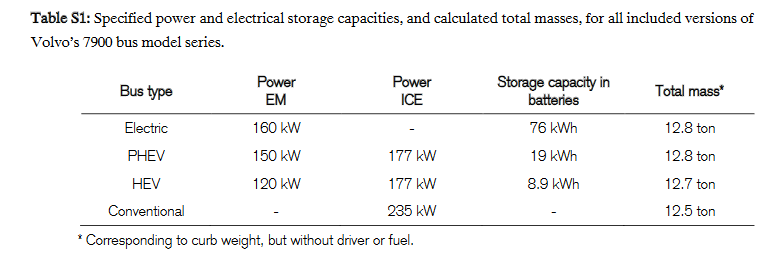 Table S1: Specified power and electrical storage capacities, and calculated total masses, for all included versions of
Volvo's 7900 bus model series.
Bus type Power EM Power ICE Storage capacity in batteries Total mass*
Electric 160 kW - 76 kWh 12.8 ton
PHEV 150 kW 177 kW 19 kWh 12.8 ton
HEV 120 kW 177 kW 8.9 kWh 12.7 ton
Conventional - 235 kW - 12.5 ton
* Corresponding to curb weight, but without driver or fuel.